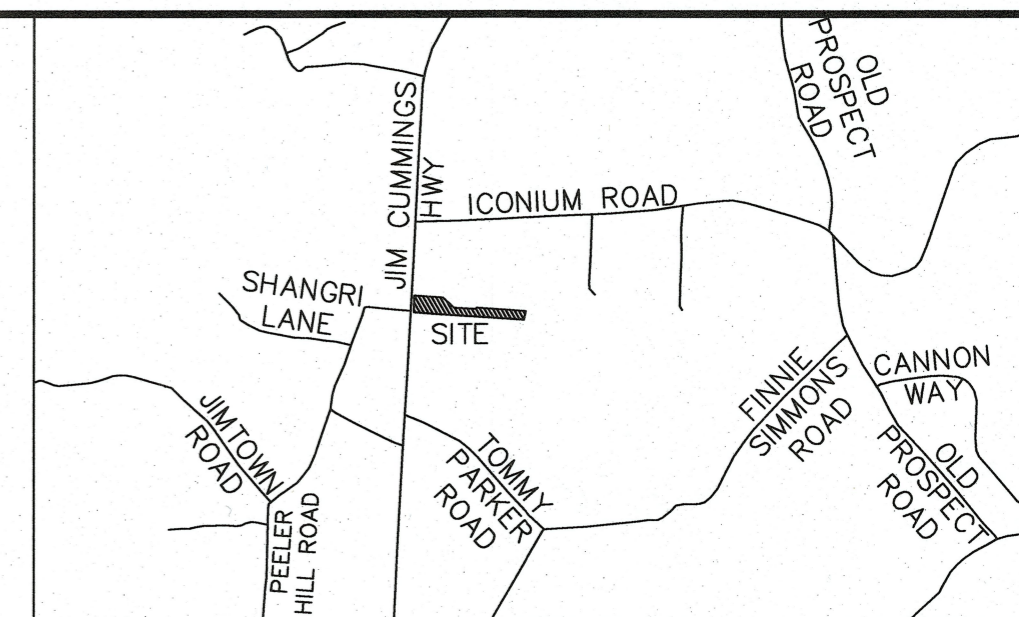 OLD
PROSPECT
ROAD
JIM CUMMINGS
HWY
ICONIUM ROAD
SHANGRI
LANE
SITE
FINNIE
SIMMONS
ROAD
CANNON
WAY
JIMTOWN
ROAD
TOMMY
PARKER
ROAD
OLD
PROSPECT
ROAD
PEELER
HILL ROAD